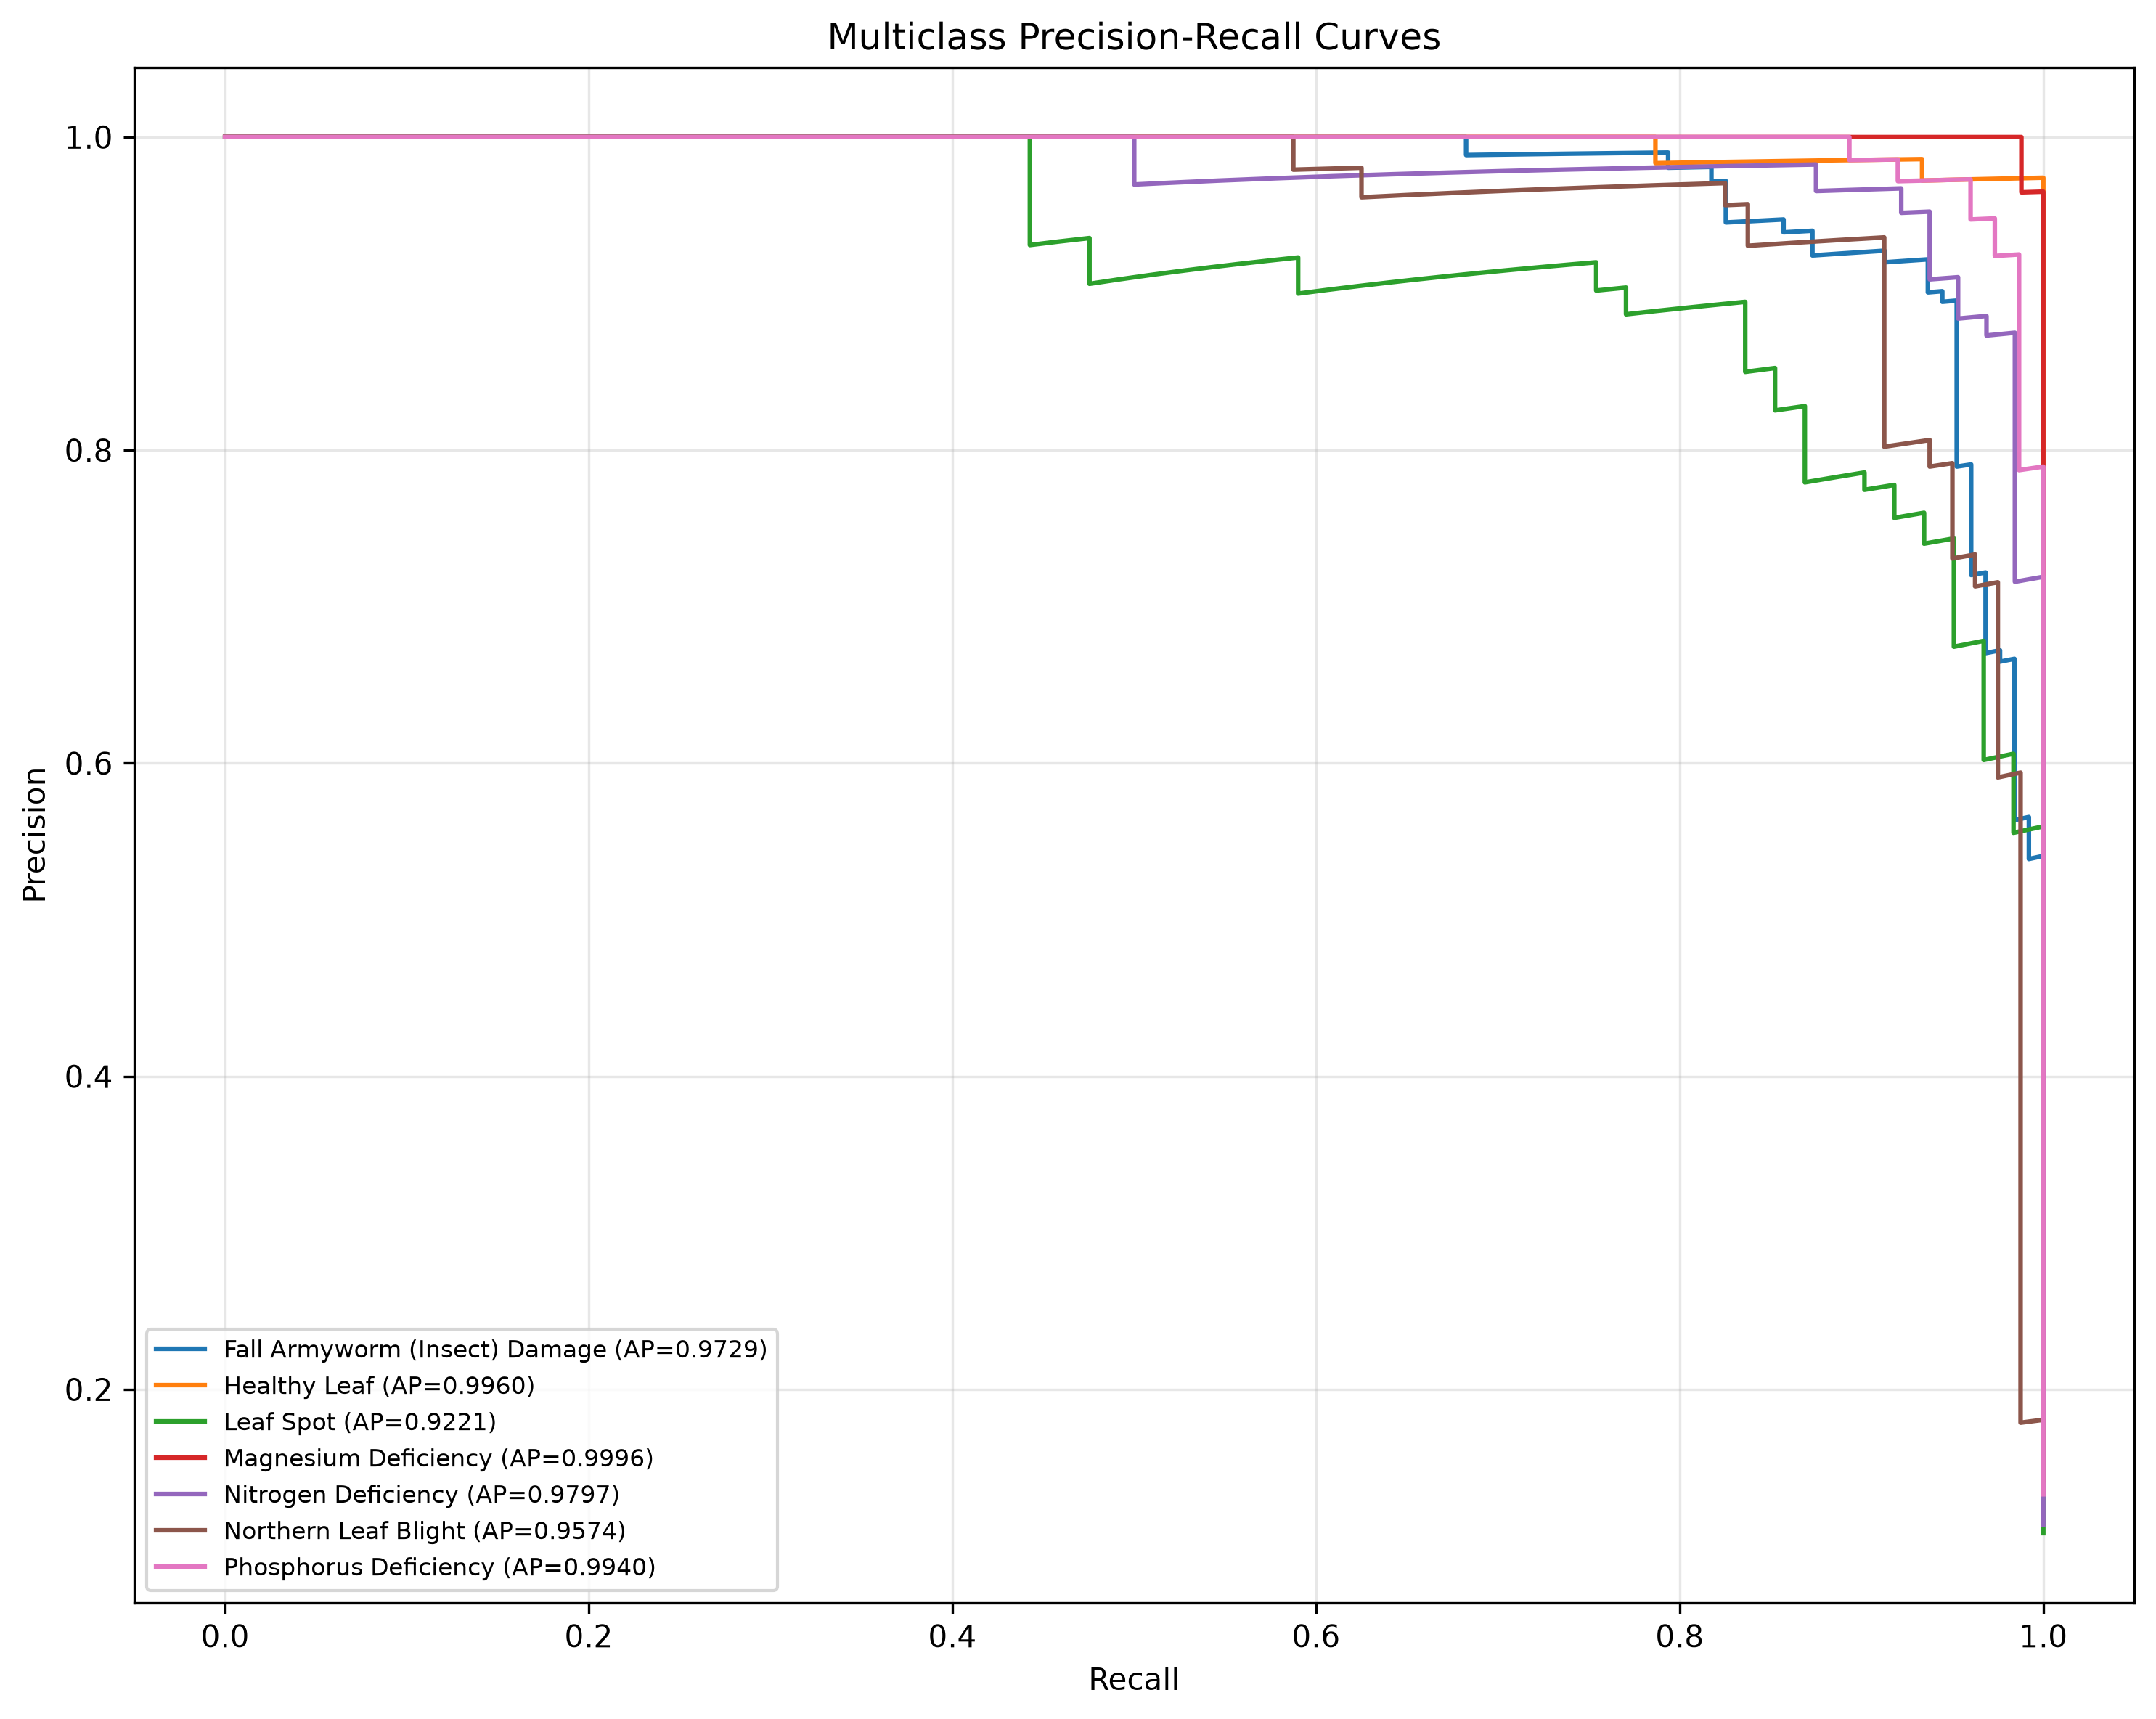 Multiclass Precision-Recall Curves
1.0
0.8
0.6
0.4
0.2
Precision
Fall Armyworm (Insect) Damage (AP=0.9729)
Healthy Leaf (AP=0.9960)
Leaf Spot (AP=0.9221)
Magnesium Deficiency (AP=0.9996)
Nitrogen Deficiency (AP=0.9797)
Northern Leaf Blight (AP=0.9574)
Phosphorus Deficiency (AP=0.9940)
0.0 0.2 0.4 0.6 0.8 1.0
Recall